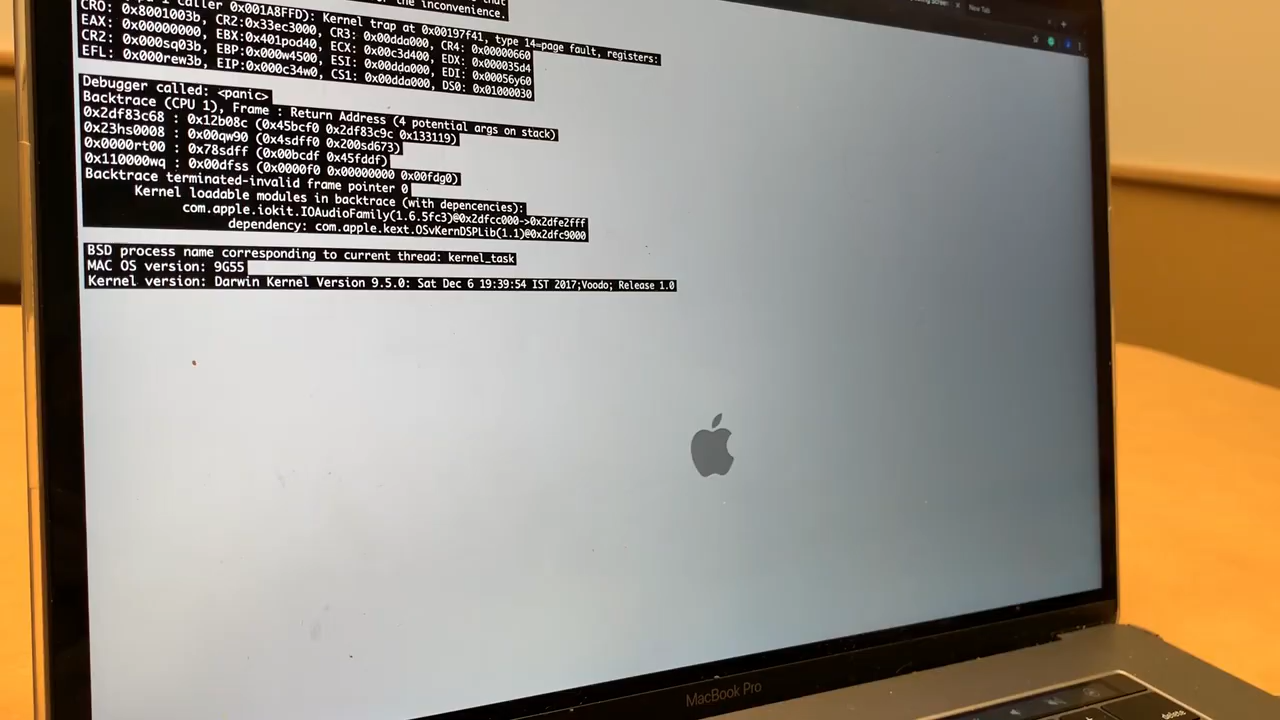 the inconvenience.
caller 0x001A8FFD): Kernel trap at 0x00197f41, type 14=page fault, registers:
CR0: 0x8001003b, CR2:0x33ec3000, CR3: 0x00dda000, CR4: 0x00000660
EAX: 0x00000000, EBX:0x401pod40, ECX: 0x00c3d400, EDX: 0x000035d4
CR2: 0x000sq03b, EBP:0x000w4500, ESI: 0x00dda000, EDI: 0x00056y60
EFL: 0x000rew3b, EIP:0x000c34w0, CS1: 0x00dda000, DS0: 0x01000030
Debugger called: <panic>
Backtrace (CPU 1), Frame : Return Address (4 potential args on stack)
0x2df83c68 : 0x12b08c (0x45bcf0 0x2df83c9c 0x133119)
0x23hs0008 : 0x00qw90 (0x4sdff0 0x200sd673)
0x0000rt00 : 0x78sdff (0x00bcdf 0x45fddf)
0x110000wq : 0x00dfss (0x0000f0 0x00000000 0x00fdg0)
Backtrace terminated-invalid frame pointer 0
Kernel loadable modules in backtrace (with depencencies):
com.apple.iokit.IOAudioFamily(1.6.5fc3)@0x2dfcc000->0x2dfe2fff
dependency: com.apple.kext.OSvKernDSPLib(1.1)@0x2dfc9000
BSD process name corresponding to current thread: kernel_task
MAC OS version: 9G55
Kernel version: Darwin Kernel Version 9.5.0: Sat Dec 6 19:39:54 IST 2017;Voodo; Release 1.0
New Tab
MacBook Pro
delete